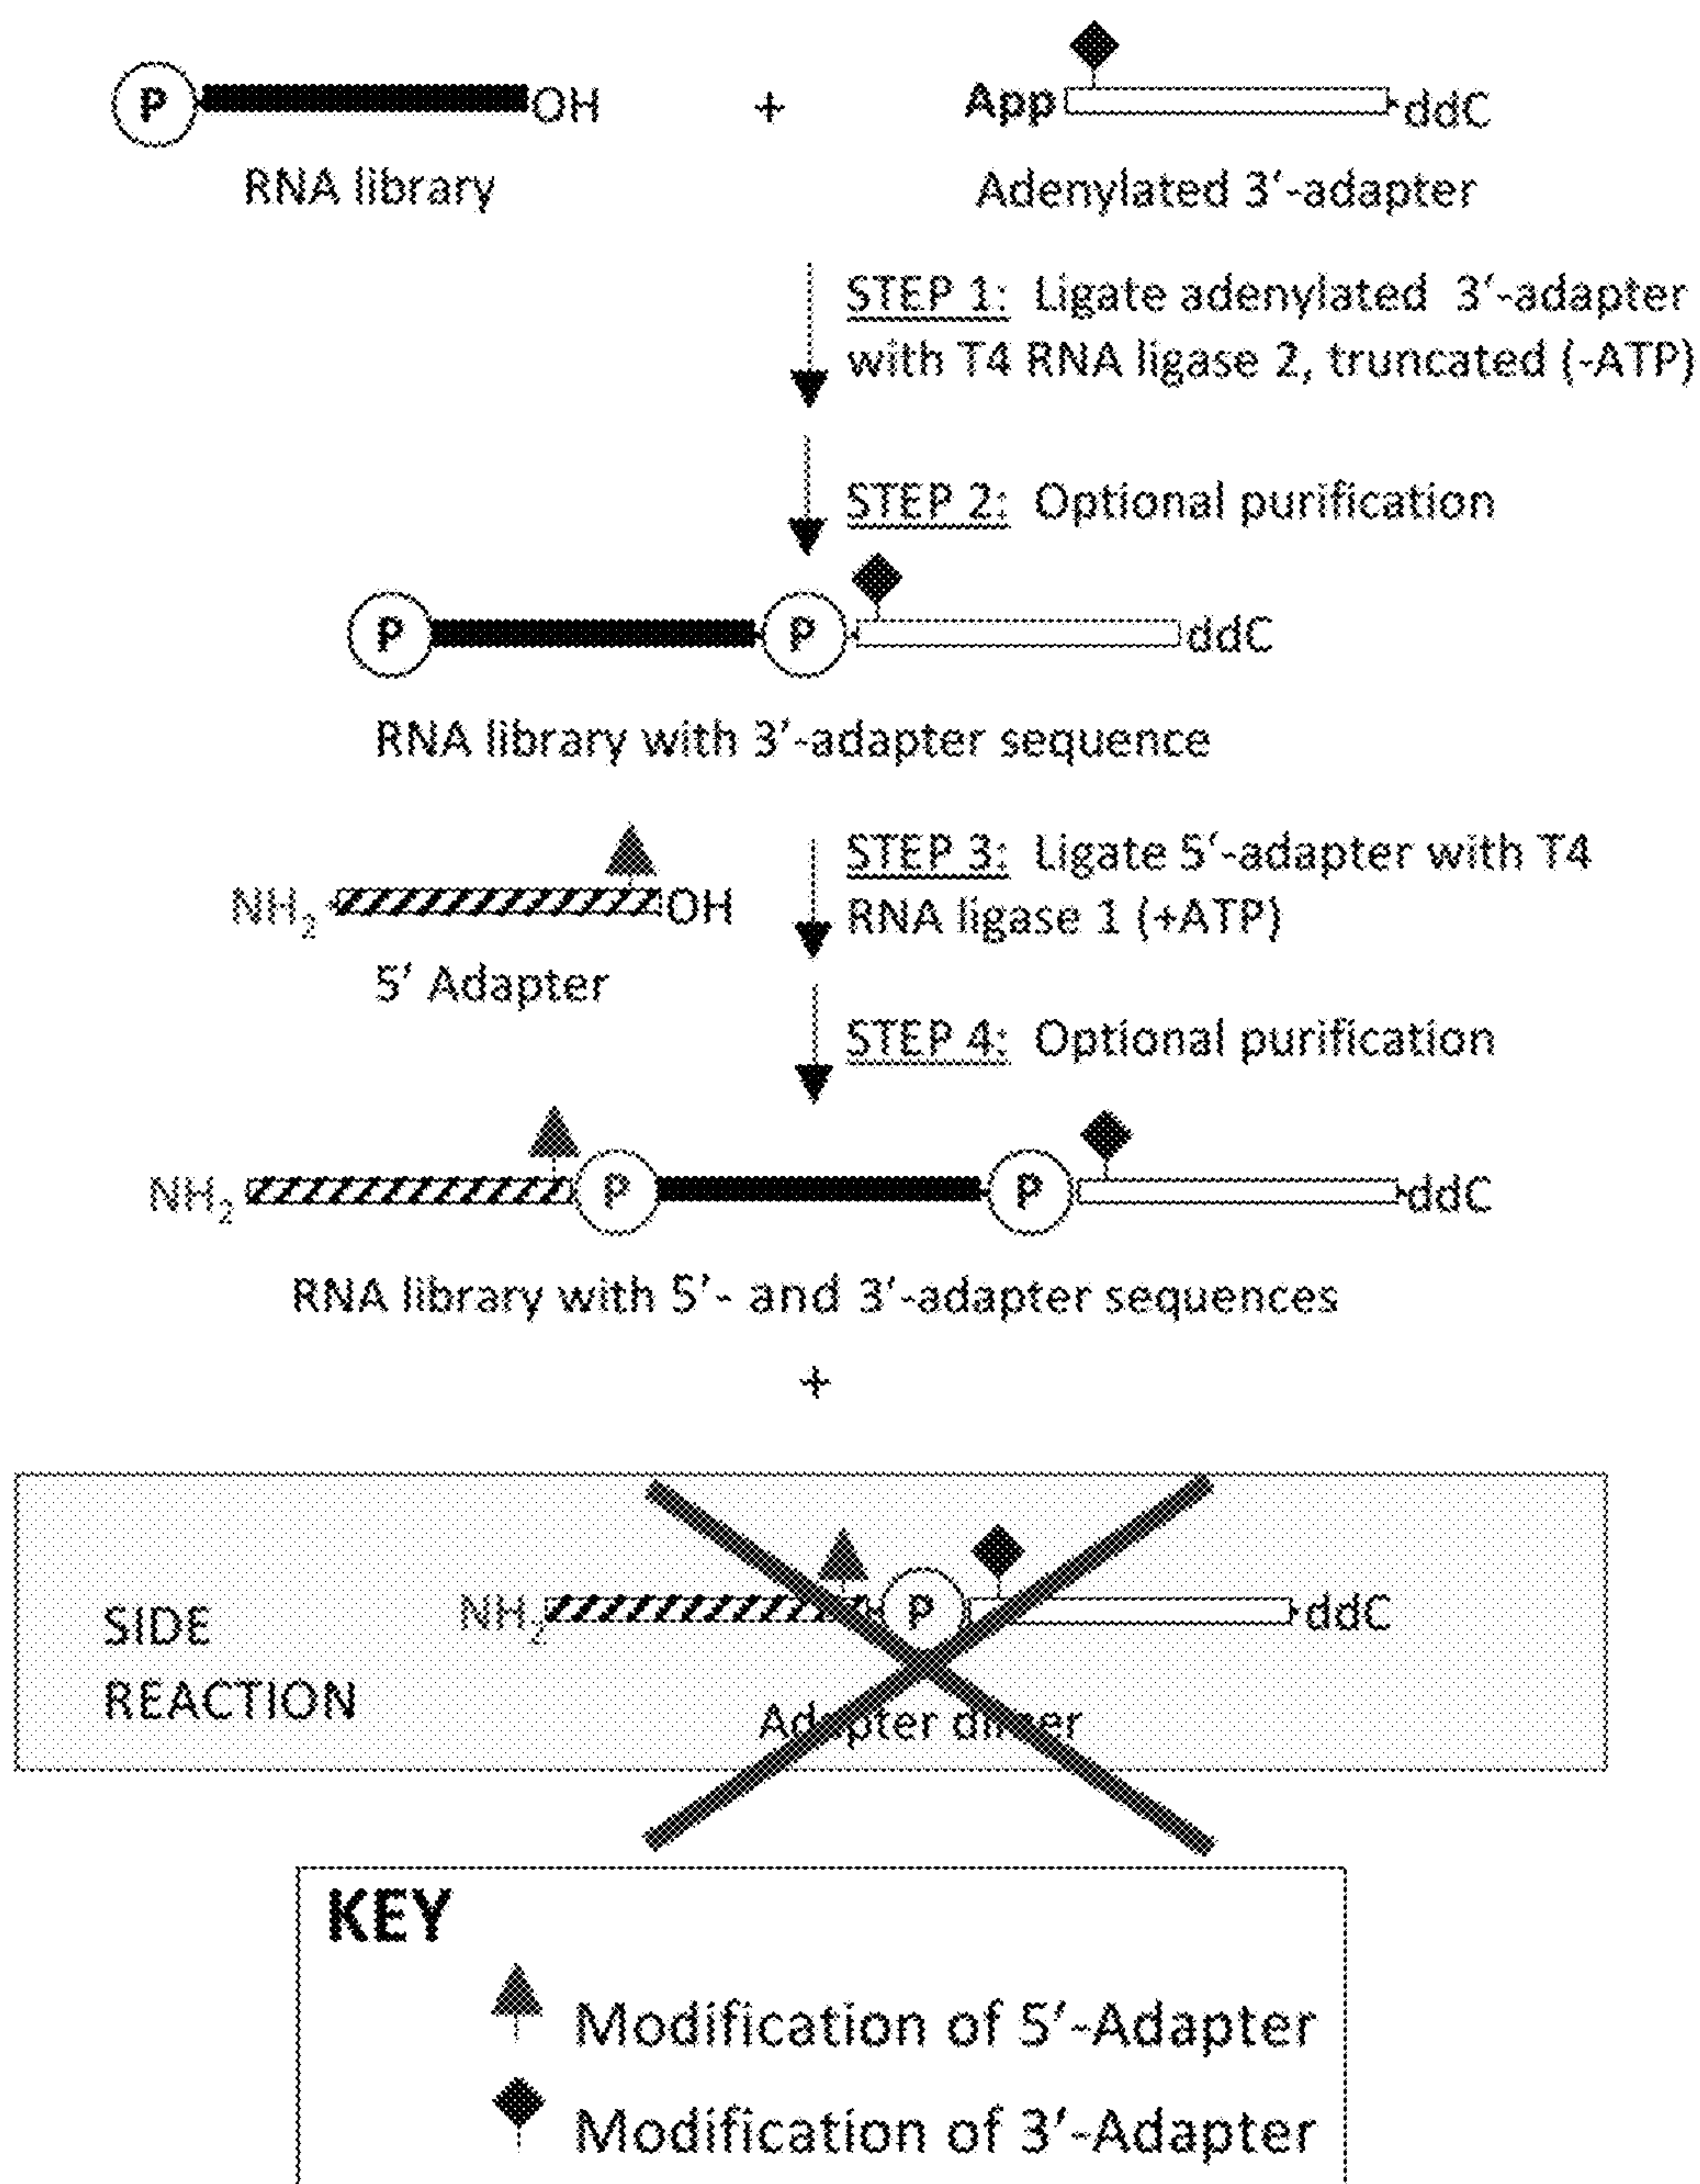 P OH + App ddC
RNA library Adenylated 3'-adapter
STEP 1: Ligate adenylated 3'-adapter
with T4 RNA ligase 2, truncated (-ATP)
STEP 2: Optional purification
P P ddC
RNA library with 3'-adapter sequence
STEP 3: Ligate 5'-adapter with T4
RNA ligase 1 (+ATP)
NH2 OH
5' Adapter
STEP 4: Optional purification
NH2 P P ddC
RNA library with 5'- and 3'-adapter sequences
+
SIDE
REACTION
NH2 P ddC
Adapter dimer
KEY
Modification of 5'-Adapter
Modification of 3'-Adapter